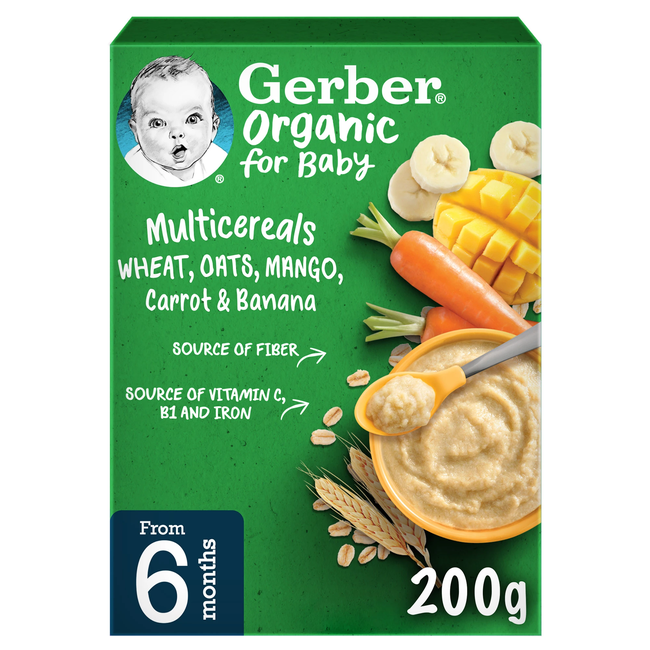 Gerber®
Organic
for Baby
®
Multicereals
WHEAT, OATS, MANGO,
Carrot & Banana
SOURCE OF FIBER
SOURCE OF VITAMIN C,
B1 AND IRON
From
6
months
200g